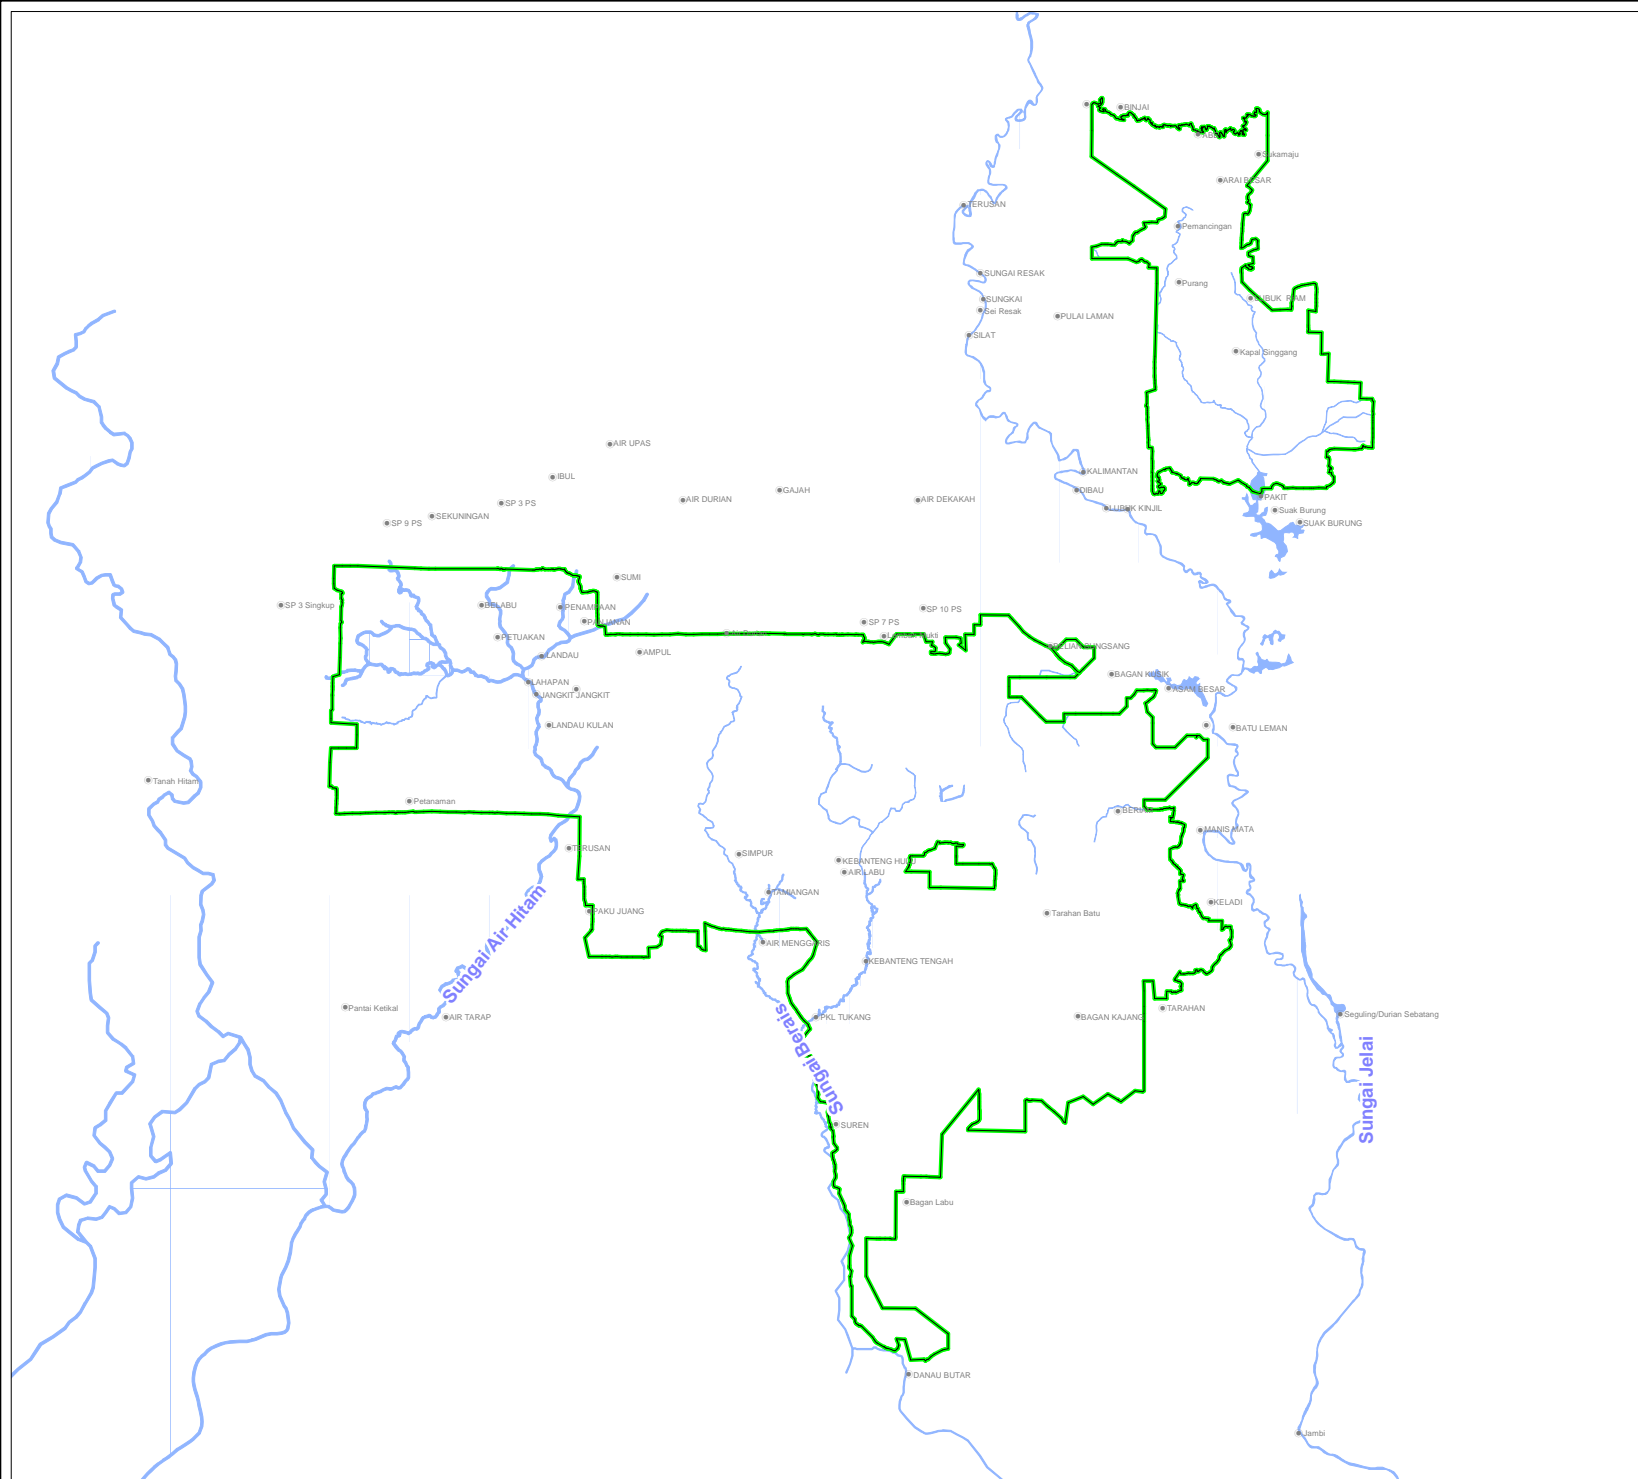 BINJAI
Sukamaju
ARAI BESAR
TERUSAN
Pemancingan
SUNGAI RESAK
Purang
SUNGKAI
LUBUK RIAM
Sei Resak
PULAI LAMAN
SILAT
Kapal Singgang
AIR UPAS
KALIMANTAN
IBUL
GAJAH
DIBAU
AIR DURIAN
AIR DEKAKAH
PAKIT
SP 3 PS
LUBUK KINJIL
Suak Burung
SEKUNINGAN
SP 9 PS
SUAK BURUNG
SUMI
SP 3 Singkup
BELABU
PENAMBAAN
SP 10 PS
PANJANAN
SP 7 PS
PETUAKAN
AMPUL
LANDAU
BAGAN KUSIK
LAHAPAN
ASAM BESAR
JANGKIT JANGKIT
LANDAU KULAN
BATU LEMAN
Tanah Hitam
Petanaman
MANIS MATA
TERUSAN
SIMPUR
KEBANTENG HULU
AIR LABU
TAMIANGAN
KELADI
PAKU JUANG
Tarahan Batu
Sungai Air Hitam
AIR MENGGARIS
KEBANTENG TENGAH
Pantai Ketikal
AIR TARAP
PKL TUKANG
BAGAN KAJANG
TARAHAN
Seguling/Durian Sebatang
Sungai Berais
Sungai Jelai
SUREN
Bagan Labu
DANAU BUTAR
Jambi